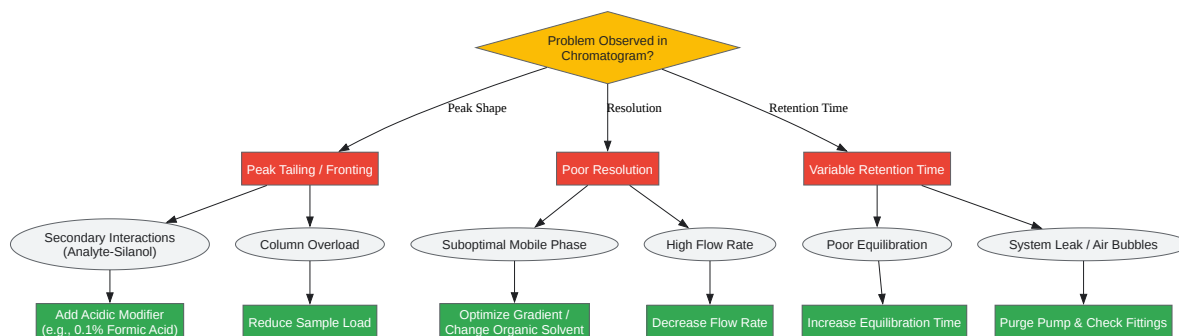 Problem Observed in
Chromatogram?
Peak Shape
Resolution
Retention Time
Peak Tailing / Fronting
Poor Resolution
Variable Retention Time
Secondary Interactions
(Analyte-Silanol)
Column Overload
Suboptimal Mobile Phase
High Flow Rate
Poor Equilibration
System Leak / Air Bubbles
Add Acidic Modifier
(e.g., 0.1% Formic Acid)
Reduce Sample Load
Optimize Gradient /
Change Organic Solvent
Decrease Flow Rate
Increase Equilibration Time
Purge Pump & Check Fittings